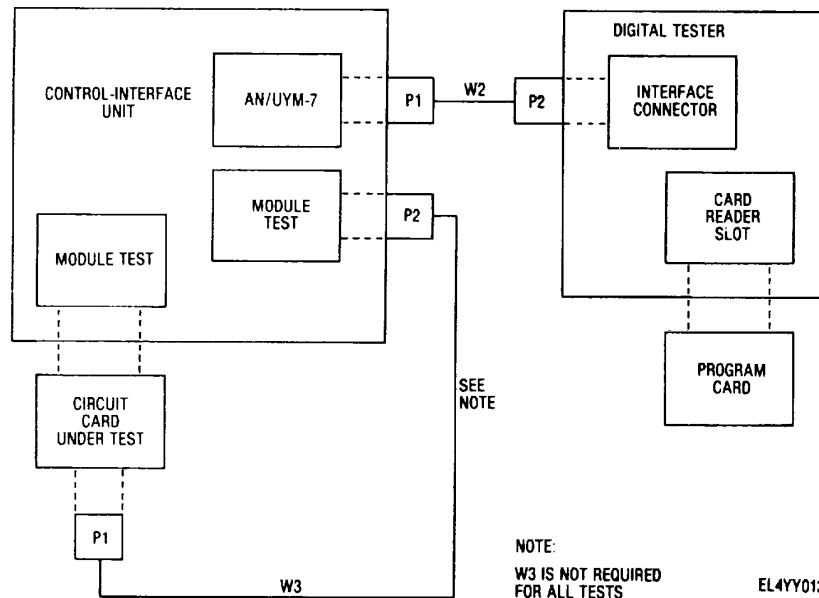 DIGITAL TESTER
CONTROL-INTERFACE
UNIT
AN/UYM-7
P1
W2
P2
INTERFACE
CONNECTOR
MODULE
TEST
P2
CARD
READER
SLOT
MODULE TEST
PROGRAM
CARD
CIRCUIT
CARD
UNDER TEST
SEE
NOTE
P1
W3
NOTE:
W3 IS NOT REQUIRED
FOR ALL TESTS
EL4YY013